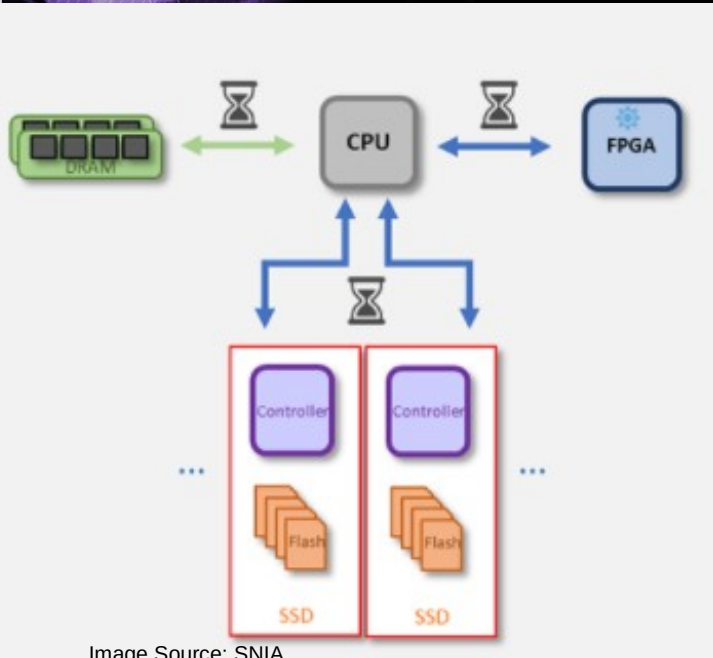 CPU
FPGA
DRAM
Controller
Controller
...
...
Flash
Flash
SSD
SSD
Image Source: SNIA